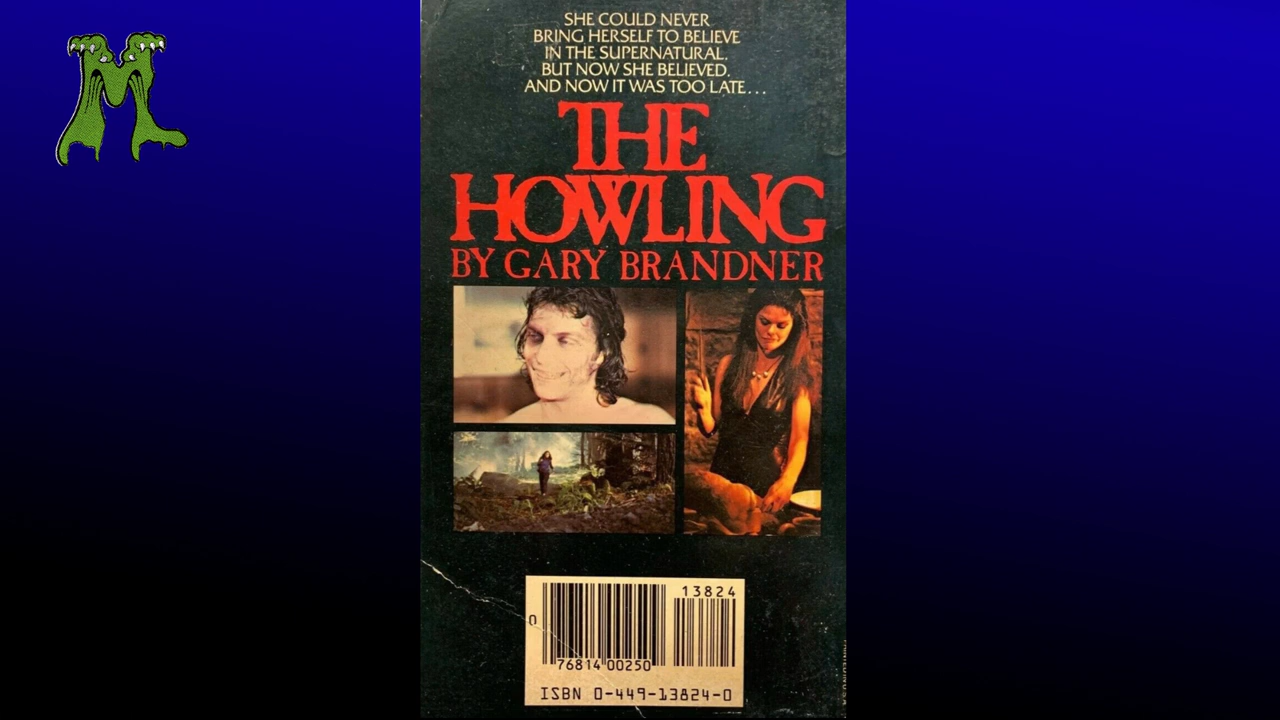 SHE COULD NEVER
BRING HERSELF TO BELIEVE
IN THE SUPERNATURAL.
BUT NOW SHE BELIEVED.
AND NOW IT WAS TOO LATE...
THE
HOWLING
BY GARY BRANDNER
13824
0
76814 00250
ISBN 0-449-13824-0